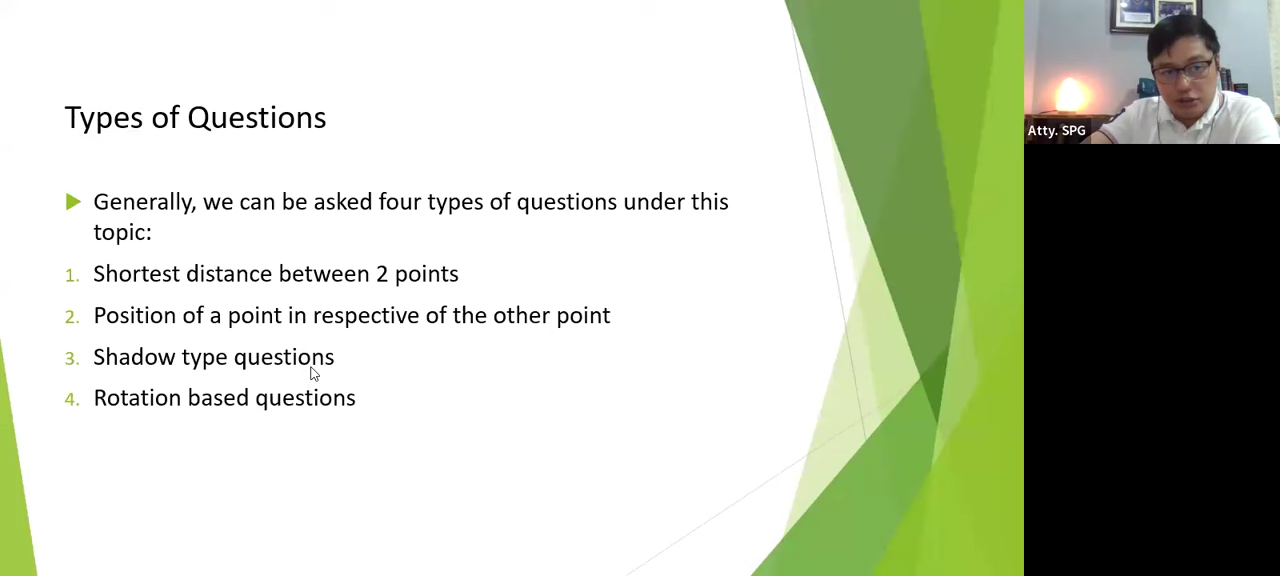 Types of Questions
Generally, we can be asked four types of questions under this
topic:
1. Shortest distance between 2 points
2. Position of a point in respective of the other point
3. Shadow type questions
4. Rotation based questions
Atty. SPG